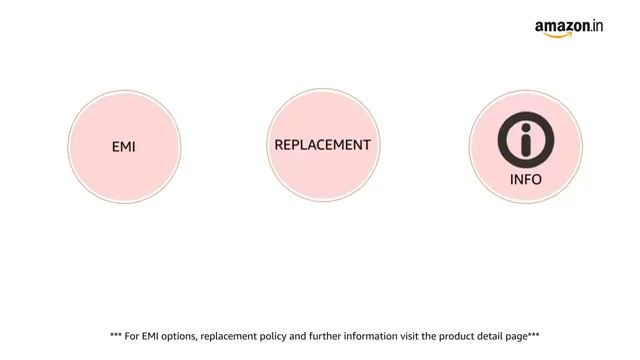 amazon.in
EMI
REPLACEMENT
INFO
*** For EMI options, replacement policy and further information visit the product detail page***